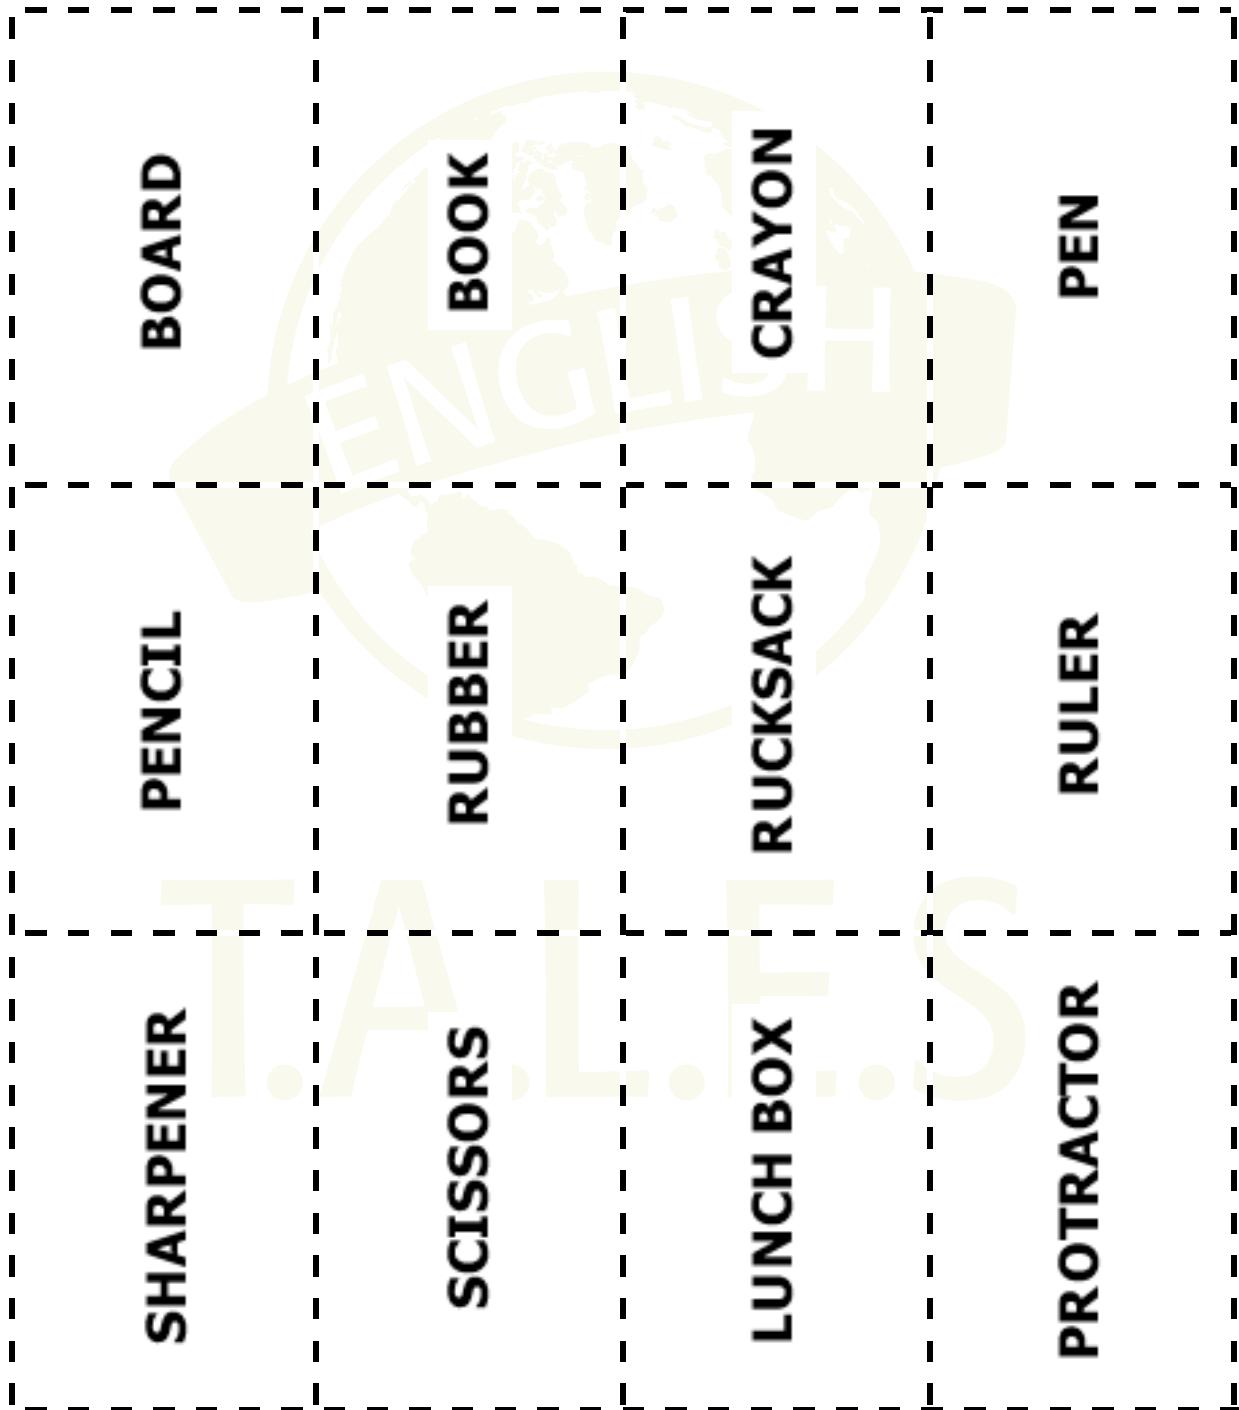 BOARD
BOOK
CRAYON
PEN
PENCIL
RUBBER
RUCKSACK
RULER
SHARPENER
SCISSORS
LUNCH BOX
PROTRACTOR
ENGLISH
T.A.L.E.S